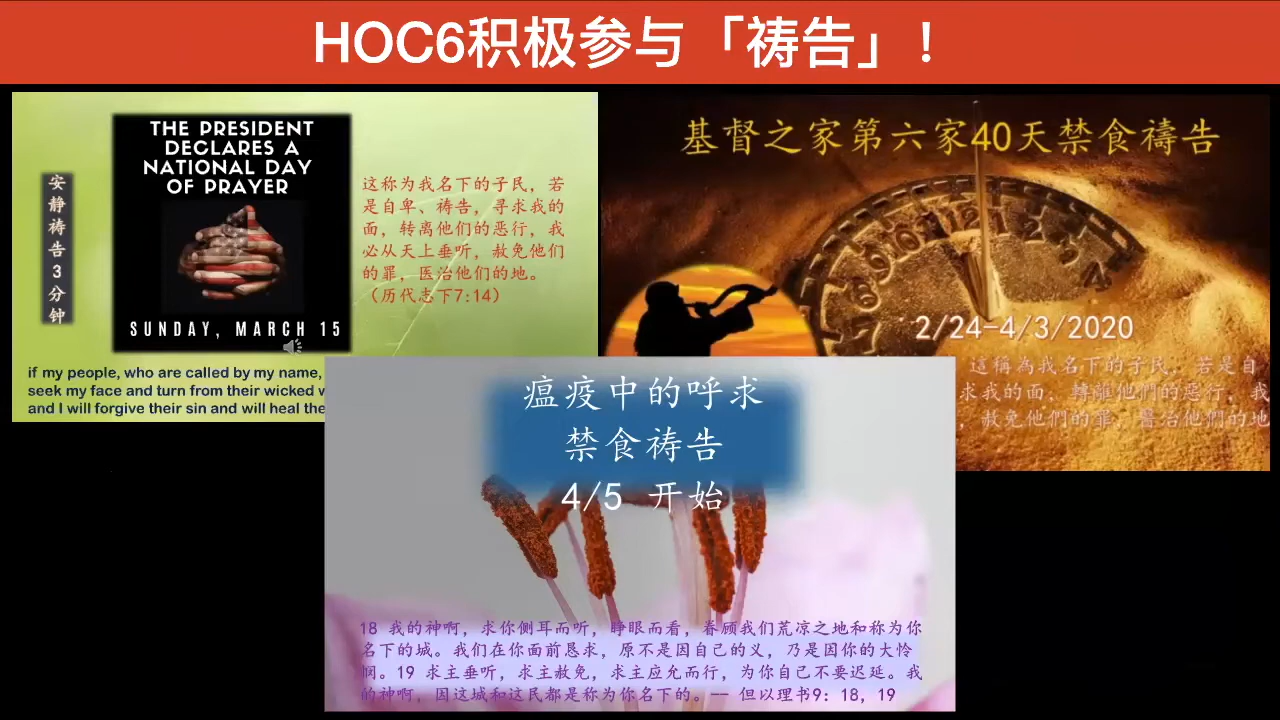 HOC6积极参与「祷告」！
THE PRESIDENT
DECLARES A
NATIONAL DAY
OF PRAYER
SUNDAY, MARCH 15
安静祷告3分钟
这称为我名下的子民，若
是自卑、祷告，寻求我的
面，转离他们的恶行，我
必从天上垂听，赦免他们
的罪，医治他们的地。
（历代志下7:14）
if my people, who are called by my name,
seek my face and turn from their wicked
and I will forgive their sin and will heal
基督之家第六家40天禁食禱告
12 1 2 3 4
10 9 8
2/24-4/3/2020
這稱為我名下的子民，若是自
求我的面，轉離他們的惡行，我
，赦免他們的罪，醫治他們的地
瘟疫中的呼求
禁食祷告
4/5 开始
18 我的神啊，求你侧耳而听，睁眼而看，眷顾我们荒凉之地和称为你
名下的城。我们在你面前恳求，原不是因自己的义，乃是因你的大怜
悯。19 求主垂听，求主赦免，求主应允而行，为你自己不要迟延。我
的神啊，因这城和这民都是称为你名下的。-- 但以理书9：18，19